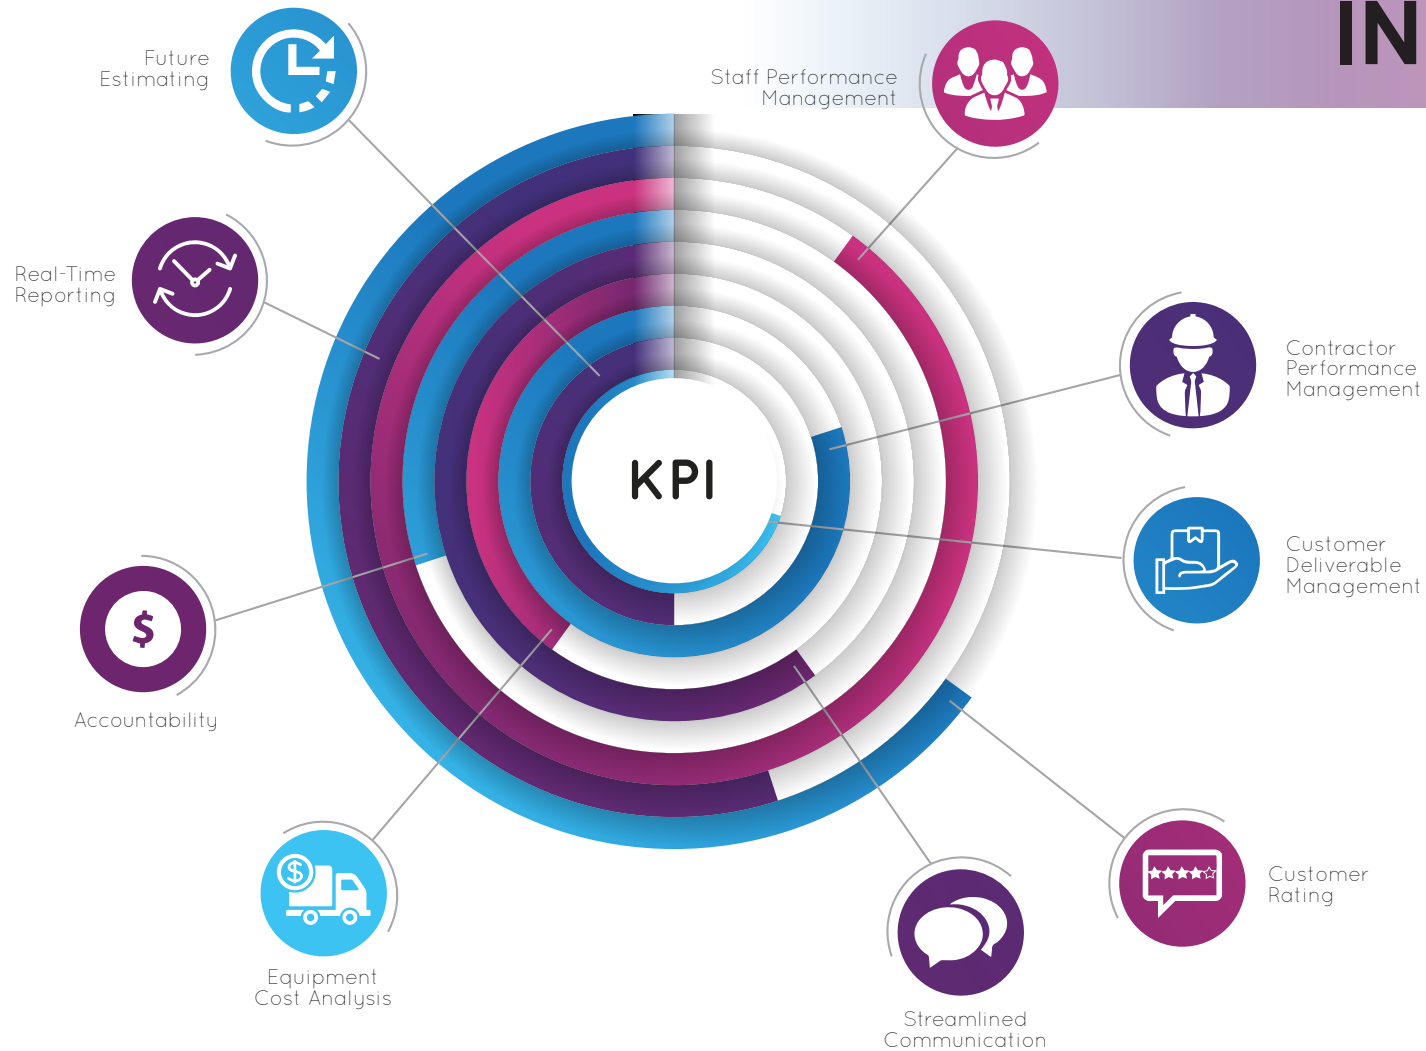 IN
Future
Estimating
Staff Performance
Management
Real-Time
Reporting
Contractor
Performance
Management
KPI
Customer
Deliverable
Management
$
Accountability
$
Equipment
Cost Analysis
Customer
Rating
Streamlined
Communication